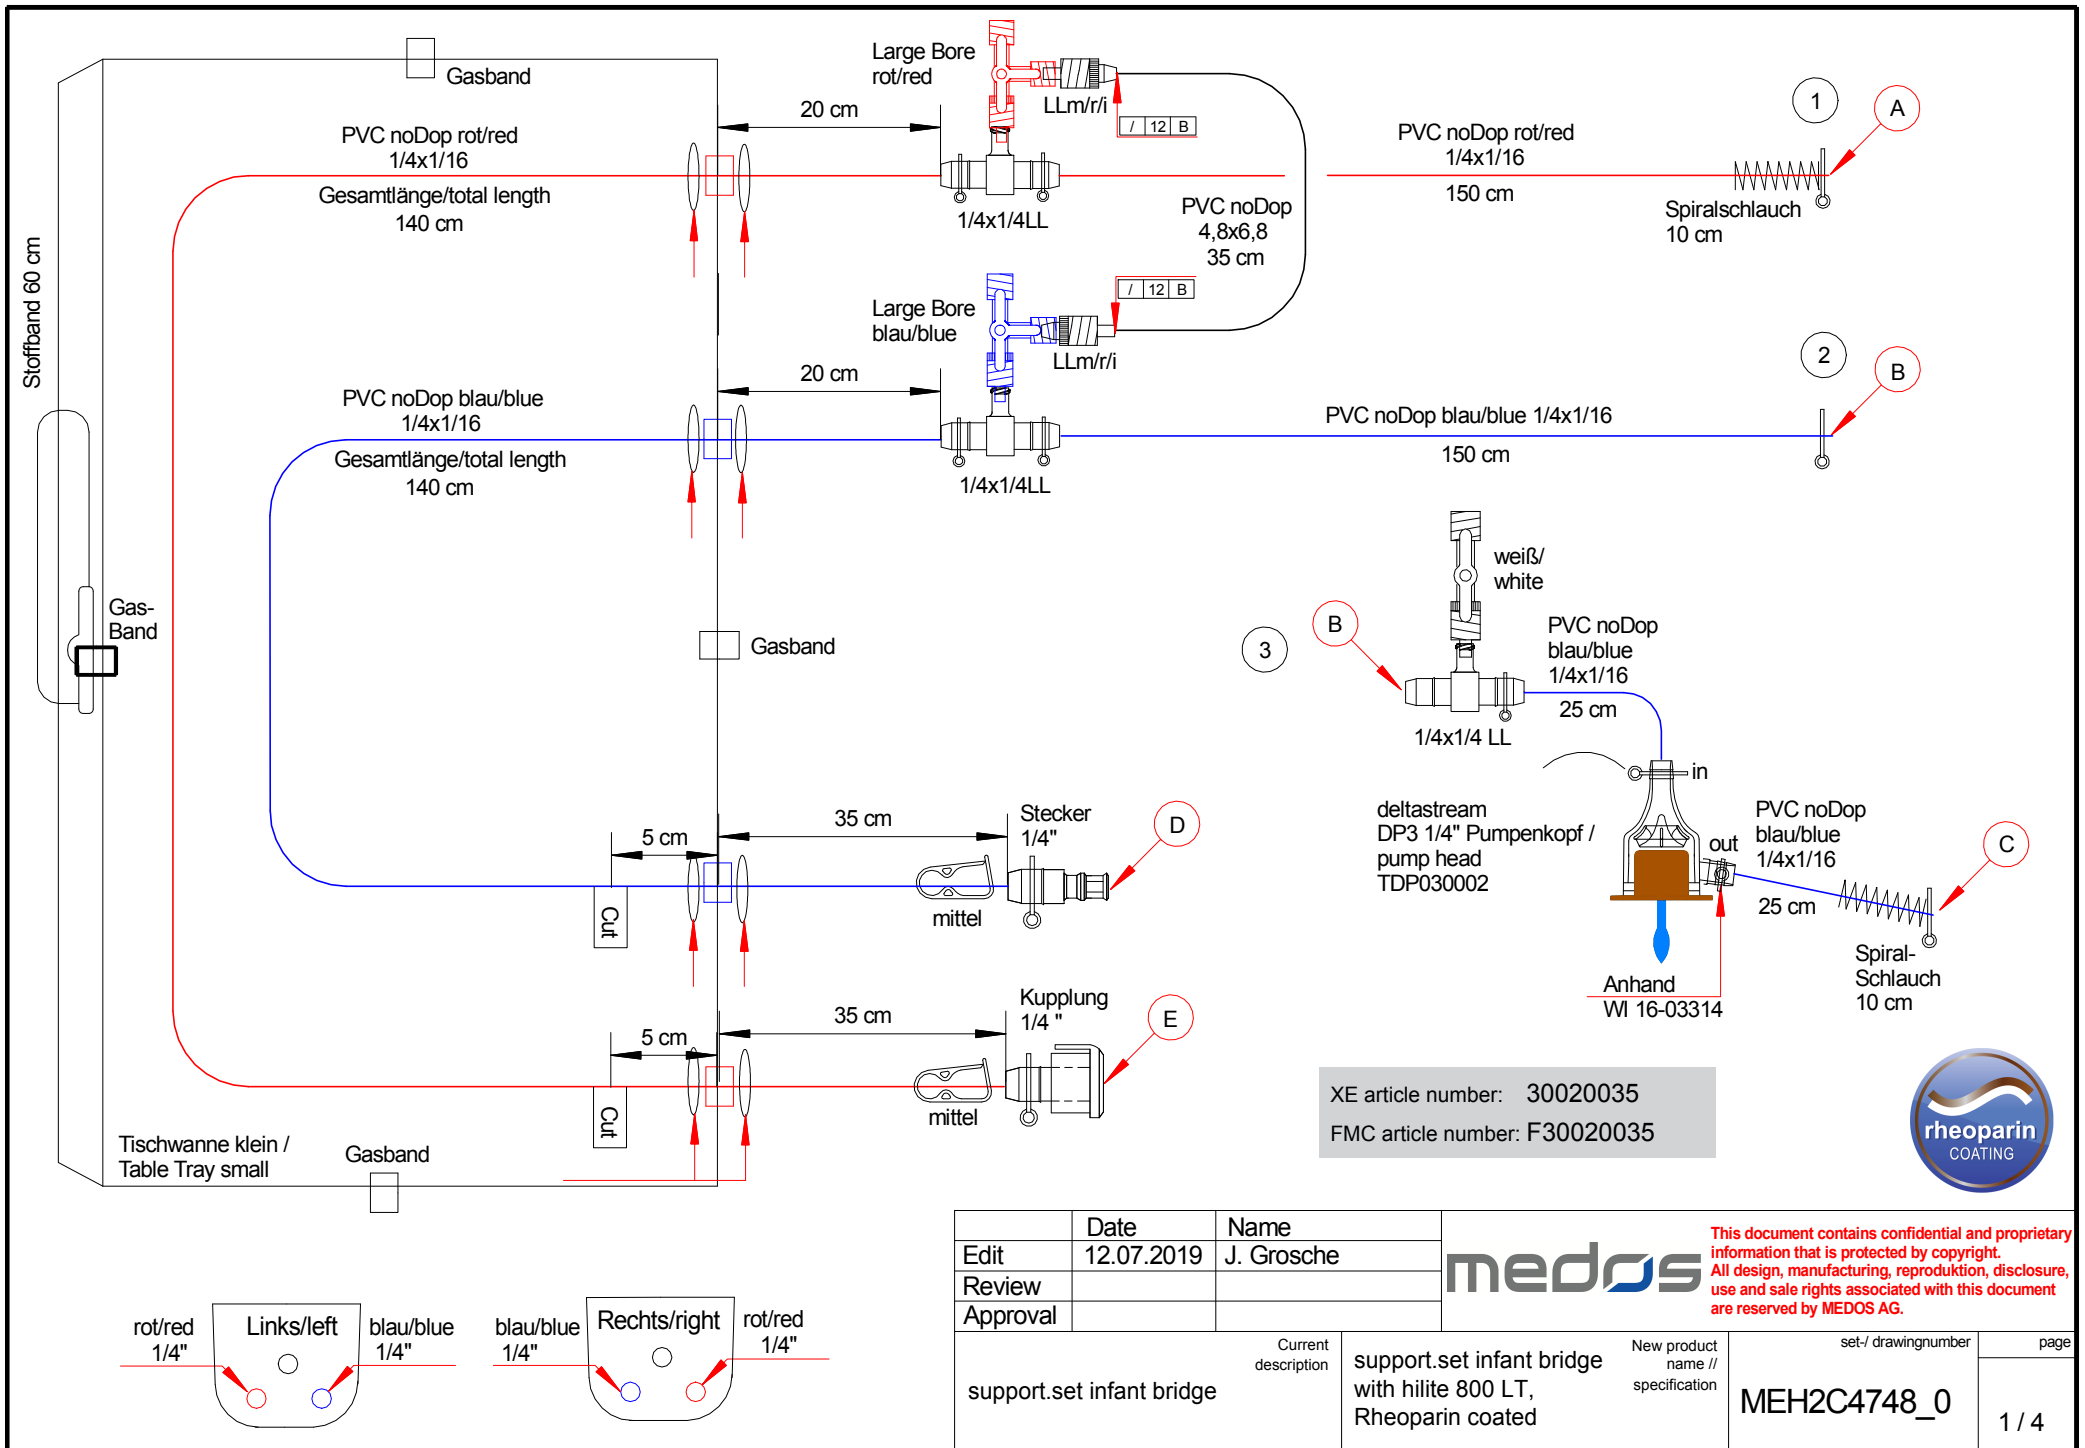 Gasband
Large Bore
rot/red
LLm/r/i
/ 12 B
20 cm
PVC noDop rot/red
1/4x1/16
Gesamtlänge/total length
140 cm
1/4x1/4LL
PVC noDop
4,8x6,8
35 cm
PVC noDop rot/red
1/4x1/16
150 cm
Spiralschlauch
10 cm
1
A
Stoffband 60 cm
Large Bore
blau/blue
/ 12 B
LLm/r/i
20 cm
PVC noDop blau/blue
1/4x1/16
Gesamtlänge/total length
140 cm
1/4x1/4LL
PVC noDop blau/blue 1/4x1/16
150 cm
2
B
Gas-
Band
Gasband
3
B
weiß/
white
PVC noDop
blau/blue
1/4x1/16
25 cm
1/4x1/4 LL
in
deltastream
DP3 1/4" Pumpenkopf /
pump head
TDP030002
out
PVC noDop
blau/blue
1/4x1/16
25 cm
C
Spiral-
Schlauch
10 cm
Anhand
WI 16-03314
5 cm
35 cm
Stecker
1/4"
D
Cut
mittel
5 cm
35 cm
Kupplung
1/4 "
E
Cut
mittel
Tischwanne klein /
Table Tray small
Gasband
XE article number: 30020035
FMC article number: F30020035
rheoparin
COATING
rot/red
1/4"
Links/left
blau/blue
1/4"
blau/blue
1/4"
Rechts/right
rot/red
1/4"
Date Name
Edit 12.07.2019 J. Grosche
Review
Approval
medos
This document contains confidential and proprietary
information that is protected by copyright.
All design, manufacturing, reproduktion, disclosure,
use and sale rights associated with this document
are reserved by MEDOS AG.
Current
description
support.set infant bridge
New product
name //
specification
support.set infant bridge
with hilite 800 LT,
Rheoparin coated
set-/ drawingnumber
MEH2C4748_0
page
1 / 4